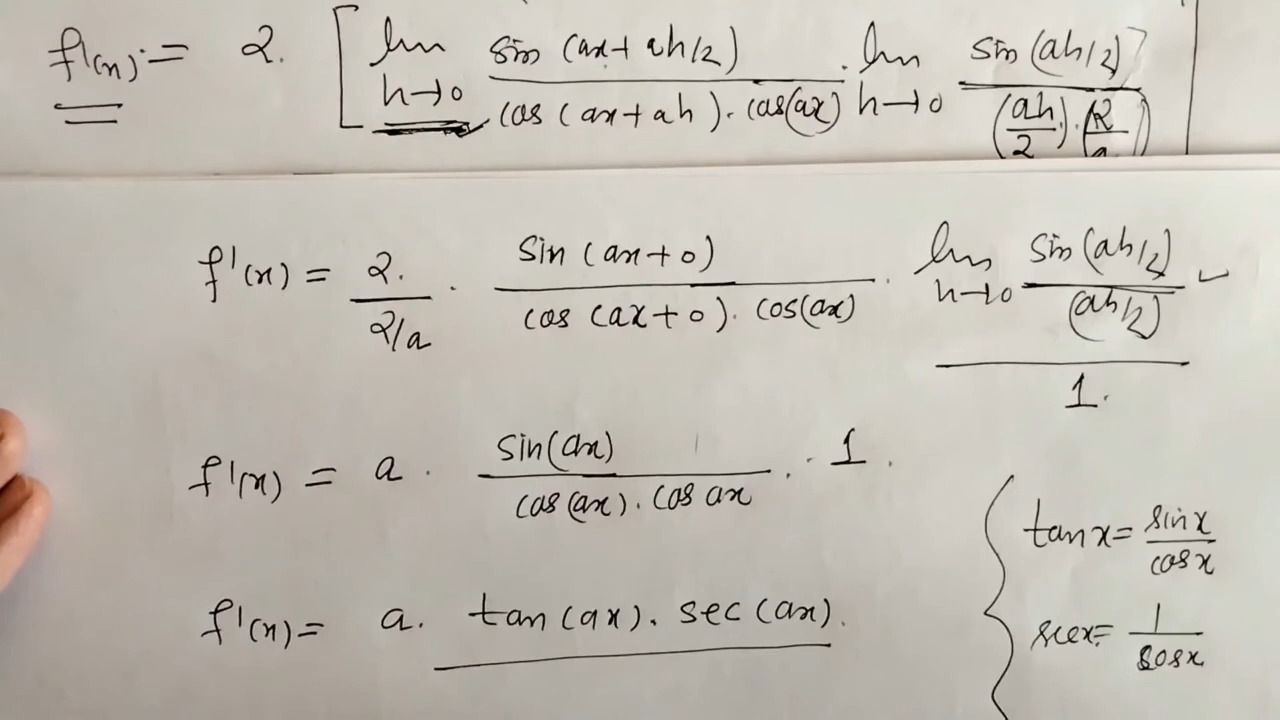 f'(x) = 2. [ lim h→0 sin (ax + ah/2) / cos (ax + ah). cos(ax) . lim h→0 sin (ah/2) / (ah/2) . (2/a) ]
f'(x) = 2. / 2/a . sin (ax + 0) / cos (ax + 0). cos(ax) . lim h→0 sin (ah/2) / (ah/2) / 1.
f'(x) = a . sin(ax) / cos (ax). cos ax . 1.
tan x = sin x / cos x
f'(x) = a. tan (ax). sec (ax).
sec x = 1 / cos x